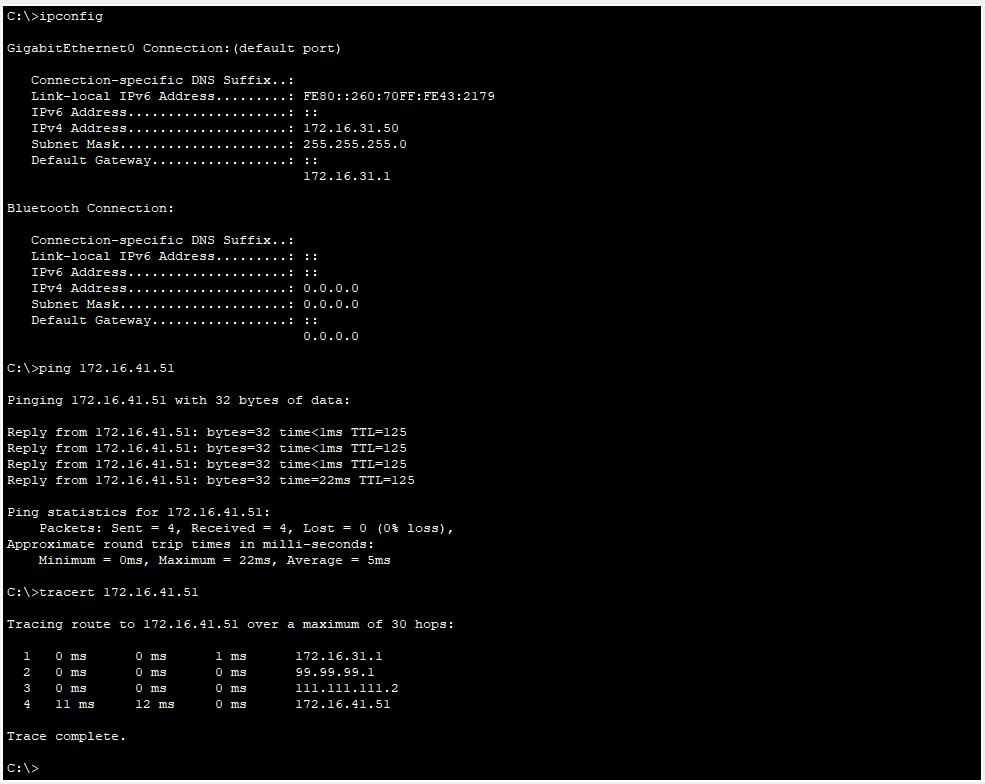 C:\>ipconfig
GigabitEthernet0 Connection:(default port)
Connection-specific DNS Suffix..:
Link-local IPv6 Address.........: FE80::260:70FF:FE43:2179
IPv6 Address....................: ::
IPv4 Address....................: 172.16.31.50
Subnet Mask.....................: 255.255.255.0
Default Gateway.................: ::
172.16.31.1
Bluetooth Connection:
Connection-specific DNS Suffix..:
Link-local IPv6 Address.........: ::
IPv6 Address....................: ::
IPv4 Address....................: 0.0.0.0
Subnet Mask.....................: 0.0.0.0
Default Gateway.................: ::
0.0.0.0
C:\>ping 172.16.41.51
Pinging 172.16.41.51 with 32 bytes of data:
Reply from 172.16.41.51: bytes=32 time<1ms TTL=125
Reply from 172.16.41.51: bytes=32 time<1ms TTL=125
Reply from 172.16.41.51: bytes=32 time<1ms TTL=125
Reply from 172.16.41.51: bytes=32 time=22ms TTL=125
Ping statistics for 172.16.41.51:
Packets: Sent = 4, Received = 4, Lost = 0 (0% loss),
Approximate round trip times in milli-seconds:
Minimum = 0ms, Maximum = 22ms, Average = 5ms
C:\>tracert 172.16.41.51
Tracing route to 172.16.41.51 over a maximum of 30 hops:
1 0 ms 0 ms 1 ms 172.16.31.1
2 0 ms 0 ms 0 ms 99.99.99.1
3 0 ms 0 ms 0 ms 111.111.111.2
4 11 ms 12 ms 0 ms 172.16.41.51
Trace complete.
C:\>